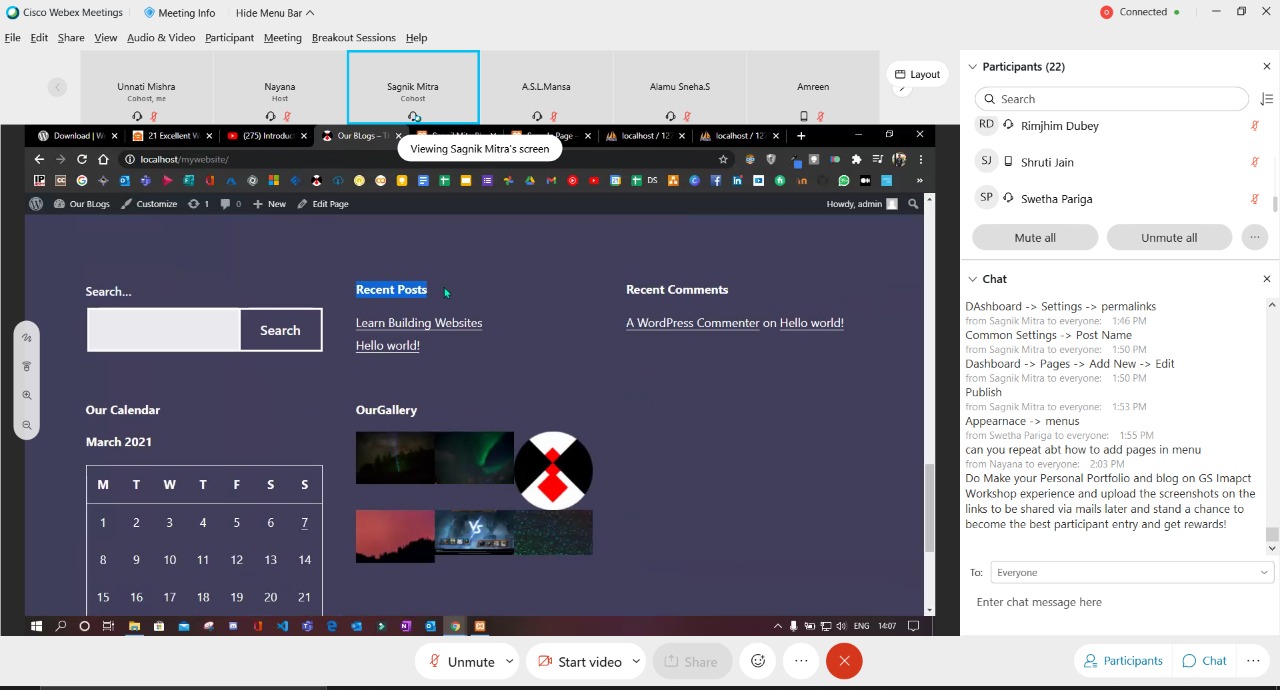 Cisco Webex Meetings
Meeting Info
Hide Menu Bar
Connected
File Edit Share View Audio & Video Participant Meeting Breakout Sessions Help
Unnati Mishra
Cohost, me
Nayana
Host
Sagnik Mitra
Cohost
A.S.L.Mansa
Alamu Sneha.S
Amreen
Layout
Download | W
21 Excellent W
(275) Introduc
Our BLogs – T
localhost / 12
localhost / 12
Viewing Sagnik Mitra's screen
localhost/mywebsite/
DS
Our BLogs Customize 1 0 New Edit Page
Howdy, admin
Search...
Search
Recent Posts
Learn Building Websites
Hello world!
Recent Comments
A WordPress Commenter on Hello world!
Our Calendar
March 2021
M T W T F S S
1 2 3 4 5 6 7
8 9 10 11 12 13 14
15 16 17 18 19 20 21
OurGallery
VS
ENG 14:07
Participants (22)
Search
RD Rimjhim Dubey
SJ Shruti Jain
SP Swetha Pariga
Mute all
Unmute all
Chat
DAshboard -> Settings -> permalinks
from Sagnik Mitra to everyone: 1:46 PM
Common Settings -> Post Name
from Sagnik Mitra to everyone: 1:50 PM
Dashboard -> Pages -> Add New -> Edit
from Sagnik Mitra to everyone: 1:50 PM
Publish
from Sagnik Mitra to everyone: 1:53 PM
Appearnace -> menus
from Swetha Pariga to everyone: 1:55 PM
can you repeat abt how to add pages in menu
from Nayana to everyone: 2:03 PM
Do Make your Personal Portfolio and blog on GS Imapct
Workshop experience and upload the screenshots on the
links to be shared via mails later and stand a chance to
become the best participant entry and get rewards!
To: Everyone
Enter chat message here
Unmute
Start video
Share
Participants
Chat